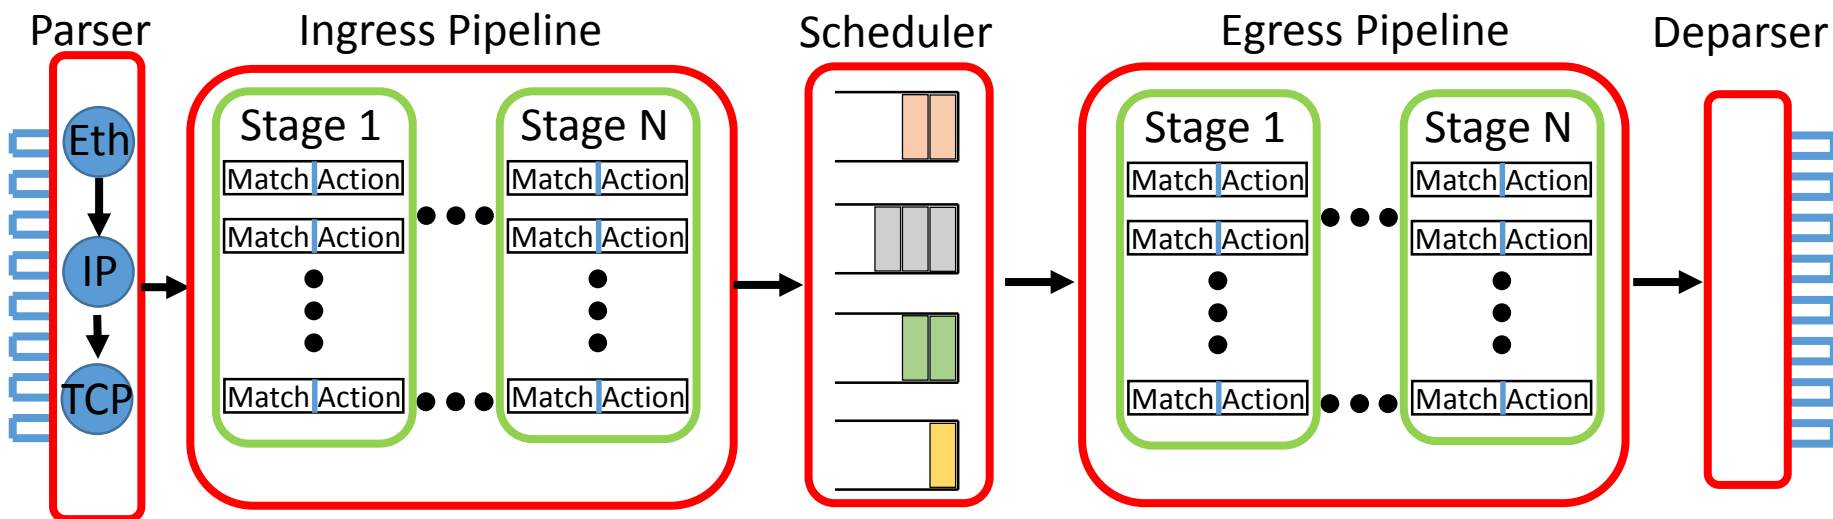 Parser
Ingress Pipeline
Scheduler
Egress Pipeline
Deparser
Eth
IP
TCP
Stage 1
Match Action
Match Action
Match Action
Stage N
Match Action
Match Action
Match Action
Stage 1
Match Action
Match Action
Match Action
Stage N
Match Action
Match Action
Match Action